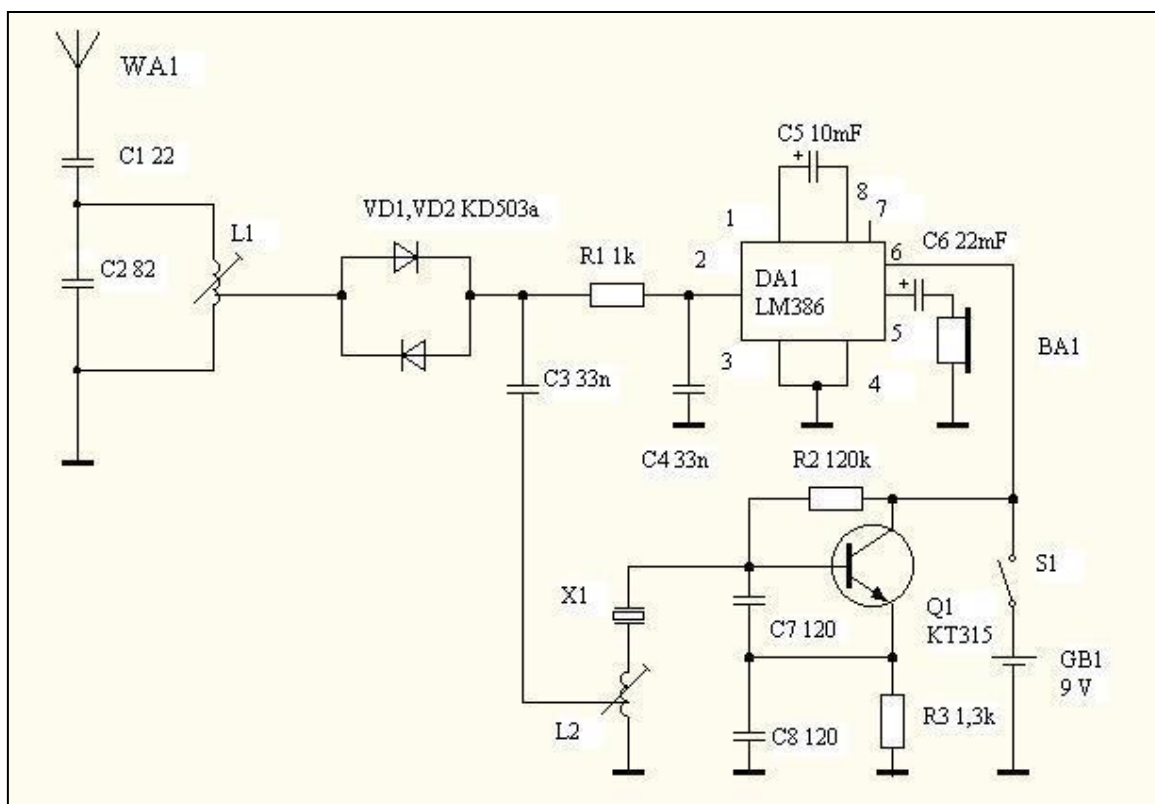 WA1
C1 22
C5 10mF
VD1,VD2 KD503a
8
7
1
L1
R1 1k
2
6
C6 22mF
C2 82
DA1
LM386
3
5
BA1
C3 33n
4
C4 33n
R2 120k
X1
S1
Q1
KT315
C7 120
GB1
9 V
L2
C8 120
R3 1,3k
+
+